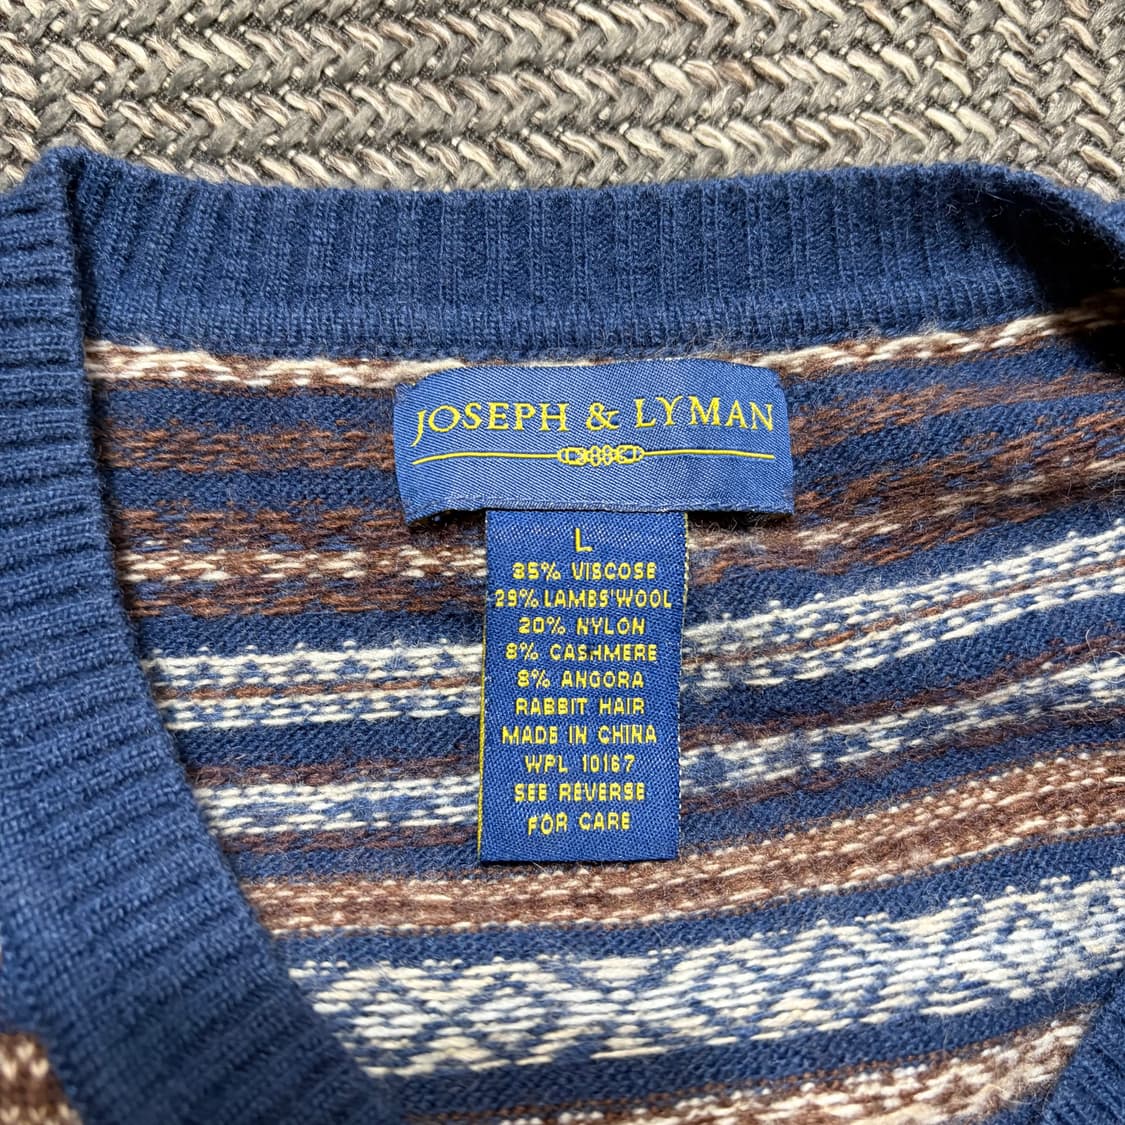 JOSEPH & LYMAN
L
35% VISCOSE
29% LAMBS'WOOL
20% NYLON
8% CASHMERE
8% ANGORA
RABBIT HAIR
MADE IN CHINA
WPL 10167
SEE REVERSE
FOR CARE